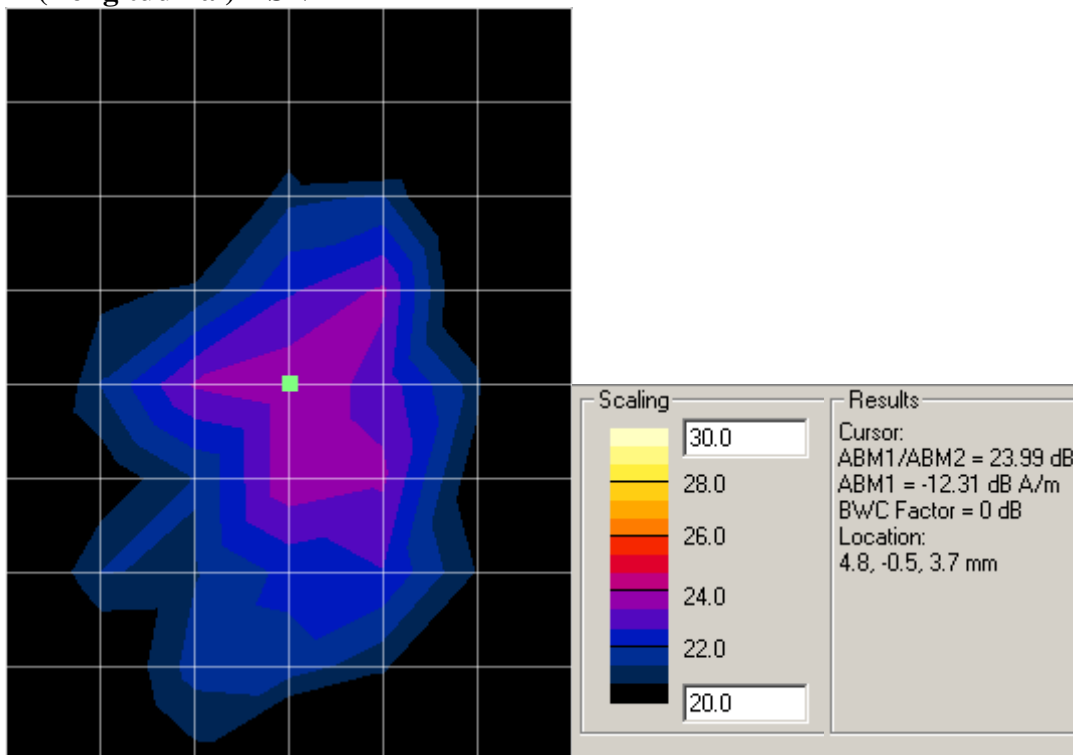 Scaling
30.0
28.0
26.0
24.0
22.0
20.0
Results
Cursor:
ABM1/ABM2 = 23.99 dB
ABM1 = -12.31 dB A/m
BWC Factor = 0 dB
Location:
4.8, -0.5, 3.7 mm